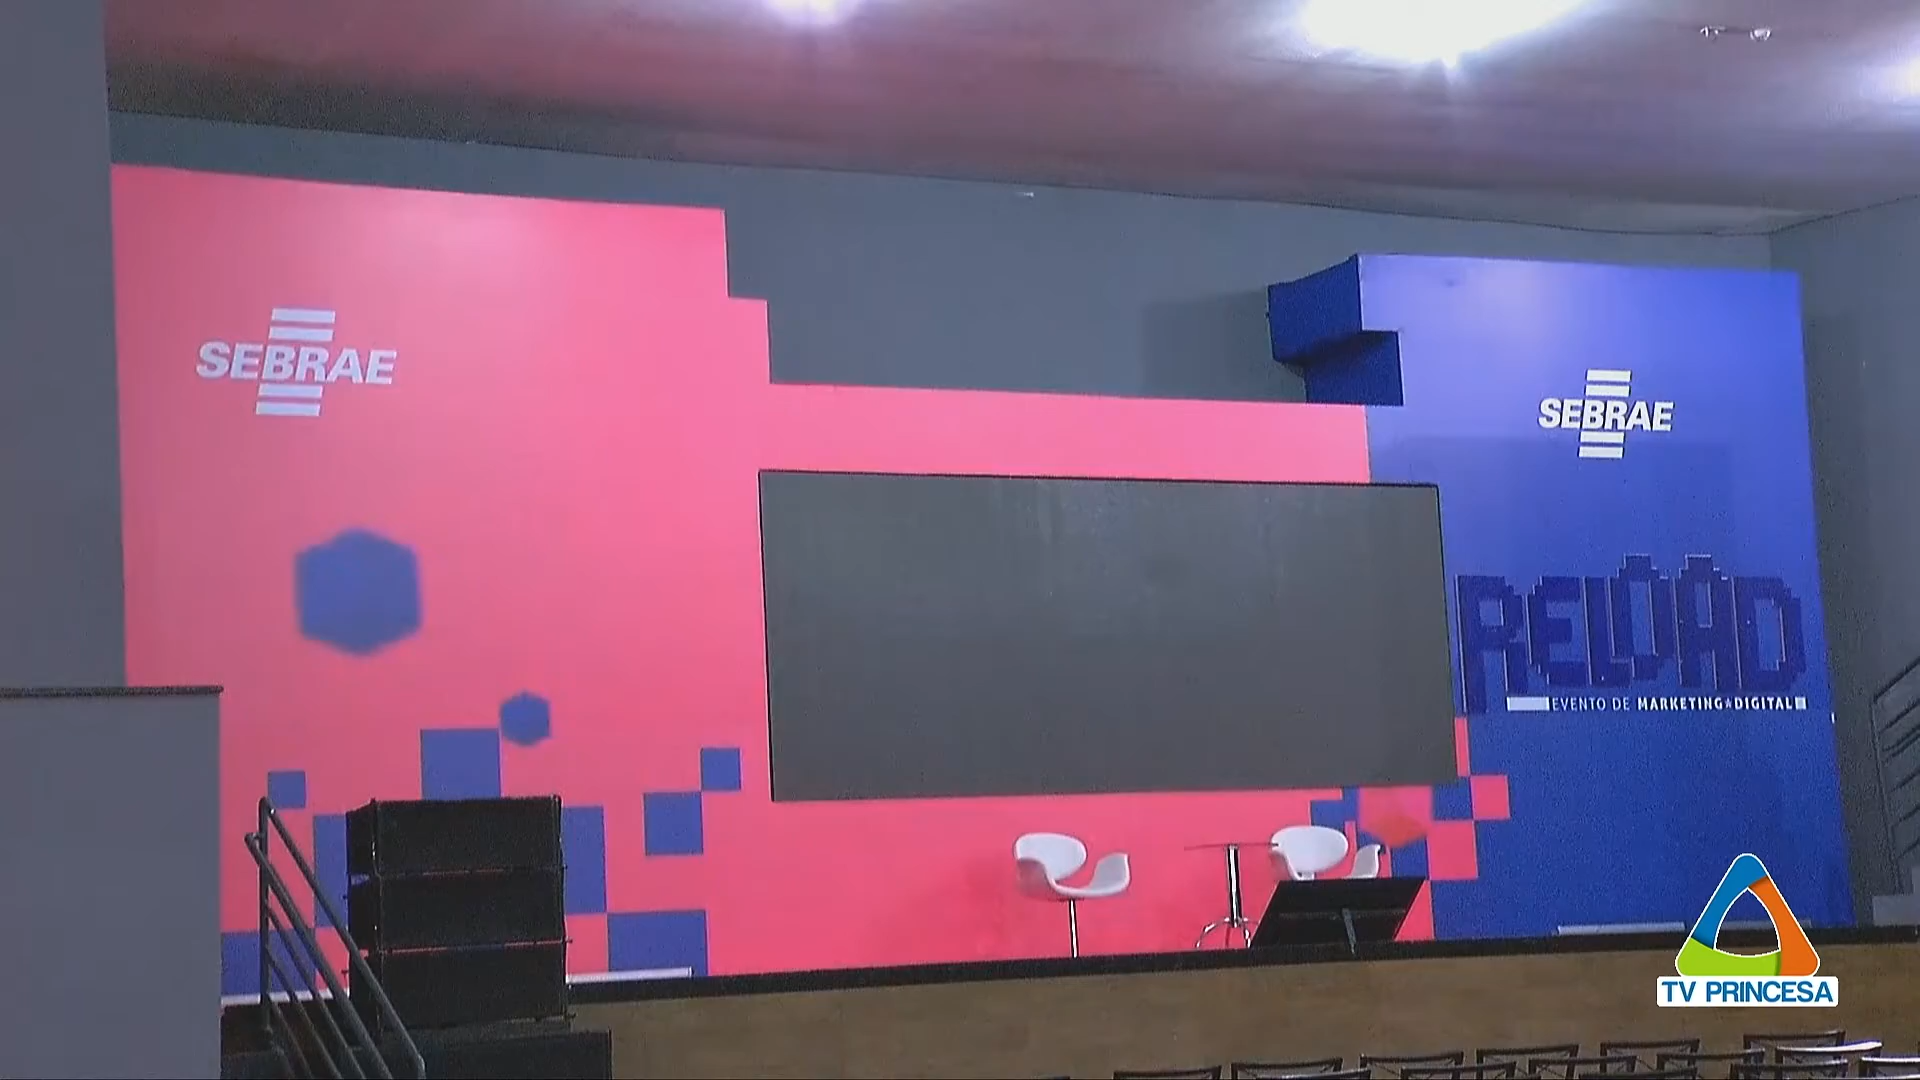 SEBRAE
SEBRAE
RELOAD
EVENTO DE MARKETING★DIGITAL
TV PRINCESA